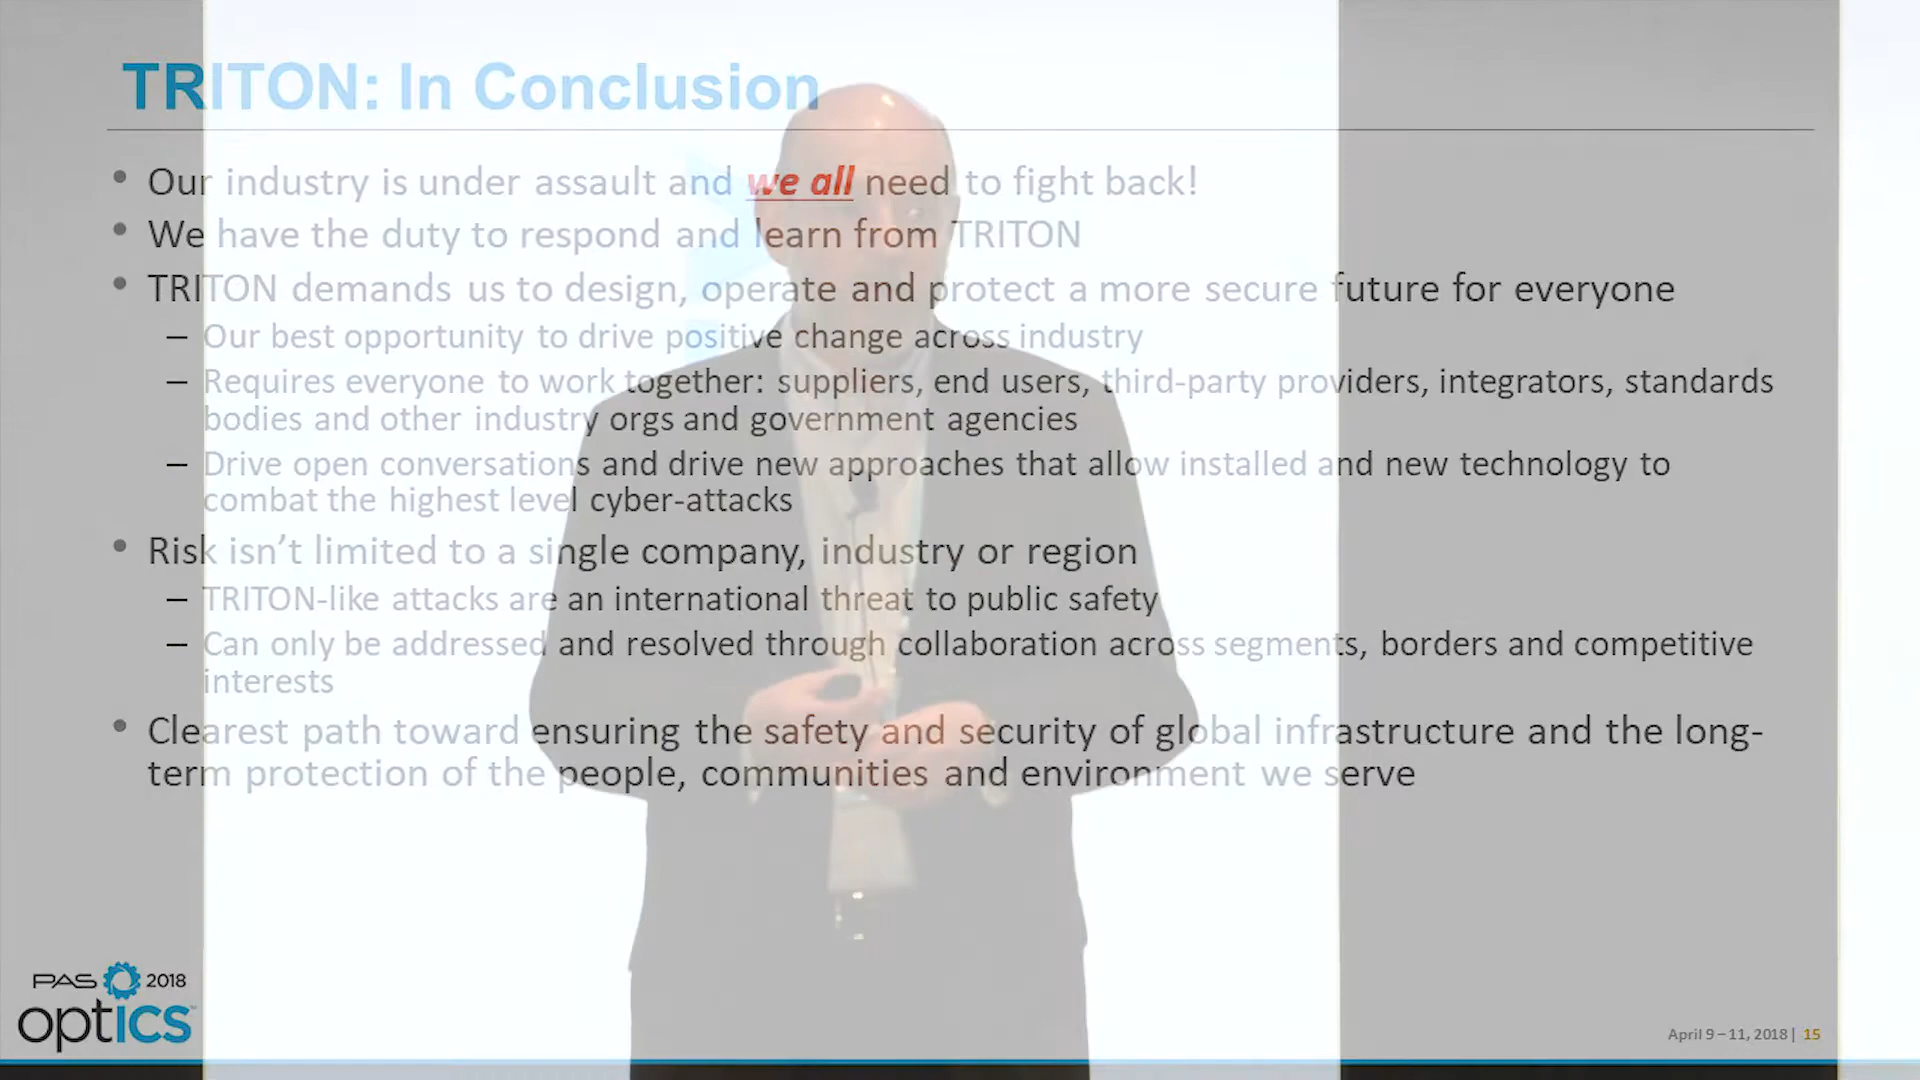 TRITON: In Conclusion
• Our industry is under assault and we all need to fight back!
• We have the duty to respond and learn from TRITON
• TRITON demands us to design, operate and protect a more secure future for everyone
– Our best opportunity to drive positive change across industry
– Requires everyone to work together: suppliers, end users, third-party providers, integrators, standards
bodies and other industry orgs and government agencies
– Drive open conversations and drive new approaches that allow installed and new technology to
combat the highest level cyber-attacks
• Risk isn’t limited to a single company, industry or region
– TRITON-like attacks are an international threat to public safety
– Can only be addressed and resolved through collaboration across segments, borders and competitive
interests
• Clearest path toward ensuring the safety and security of global infrastructure and the long-
term protection of the people, communities and environment we serve
PAS 2018
optICS™
April 9 – 11, 2018 | 15